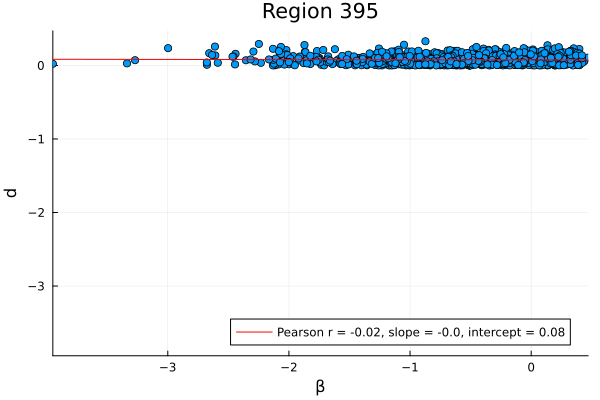 Region 395
0
−1
−2
−3
d
Pearson r = -0.02, slope = -0.0, intercept = 0.08
−3 −2 −1 0
β